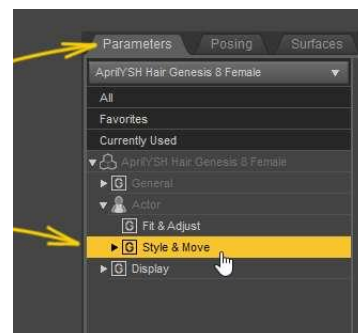 Parameters Posing Surfaces
AprilYSH Hair Genesis 8 Female
All
Favorites
Currently Used
AprilYSH Hair Genesis 8 Female
G General
Actor
G Fit & Adjust
G Style & Move
G Display